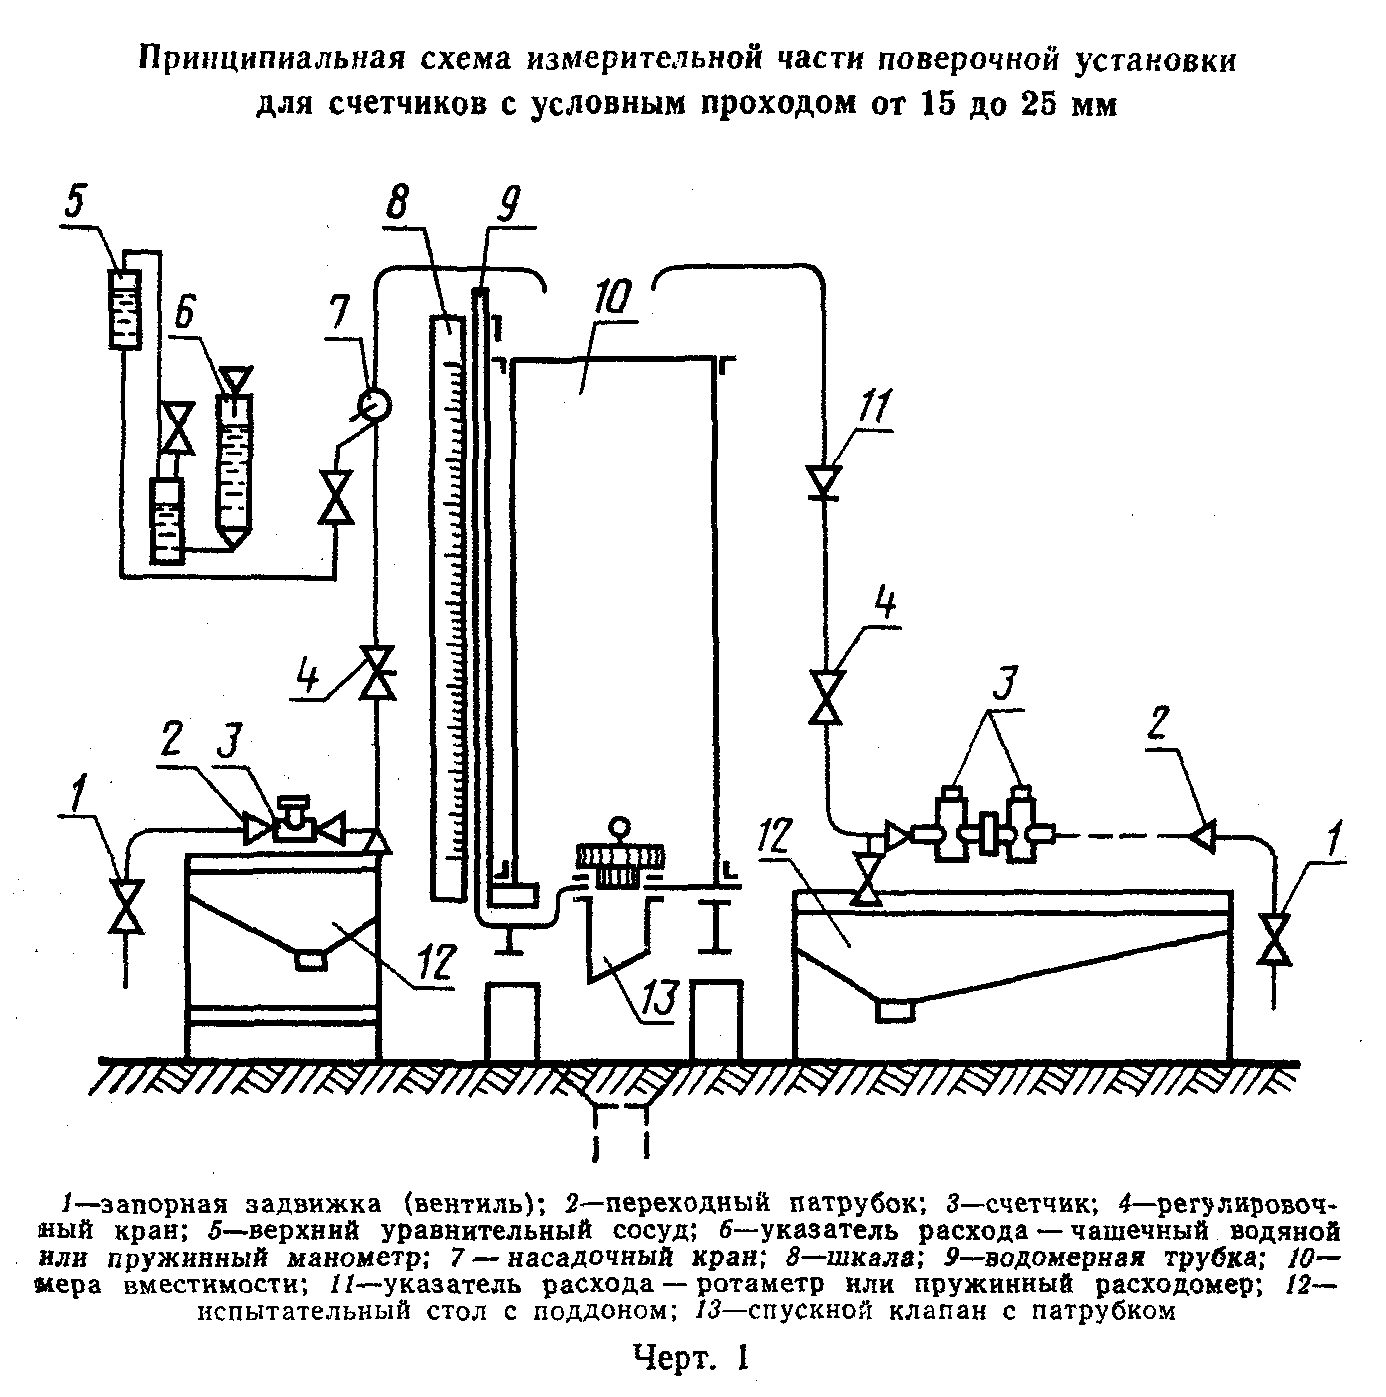 Принципиальная схема измерительной части поверочной установки
для счетчиков с условным проходом от 15 до 25 мм
5
8
9
6
7
10
11
4
4
3
2
2
3
1
12
1
12
13
1—запорная задвижка (вентиль); 2—переходный патрубок; 3—счетчик; 4—регулировоч-
ный кран; 5—верхний уравнительный сосуд; 6—указатель расхода — чашечный водяной
или пружинный манометр; 7 — насадочный кран; 8—шкала; 9—водомерная трубка; 10—
мера вместимости; 11—указатель расхода — ротаметр или пружинный расходомер; 12—
испытательный стол с поддоном; 13—спускной клапан с патрубком
Черт. 1